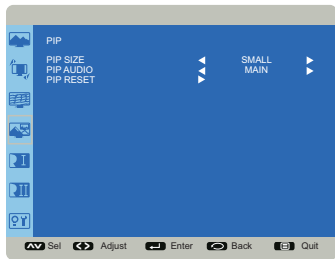 PIP
PIP SIZE SMALL
PIP AUDIO MAIN
PIP RESET
Sel Adjust Enter Back Quit